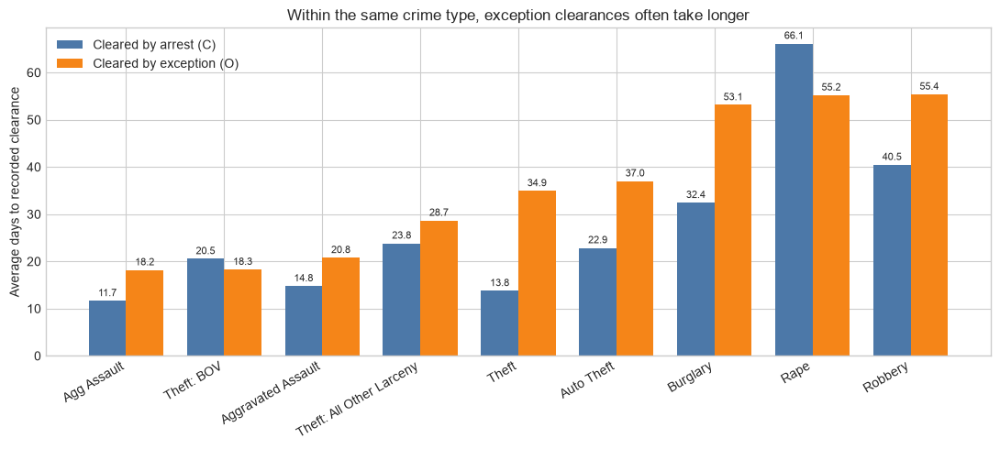 Within the same crime type, exception clearances often take longer
Cleared by arrest (C)
Cleared by exception (O)
Average days to recorded clearance
60
50
40
30
20
10
0
11.7
18.2
20.5
18.3
14.8
20.8
23.8
28.7
13.8
34.9
22.9
37.0
32.4
53.1
66.1
55.2
40.5
55.4
Agg Assault
Theft: BOV
Aggravated Assault
Theft: All Other Larceny
Theft
Auto Theft
Burglary
Rape
Robbery